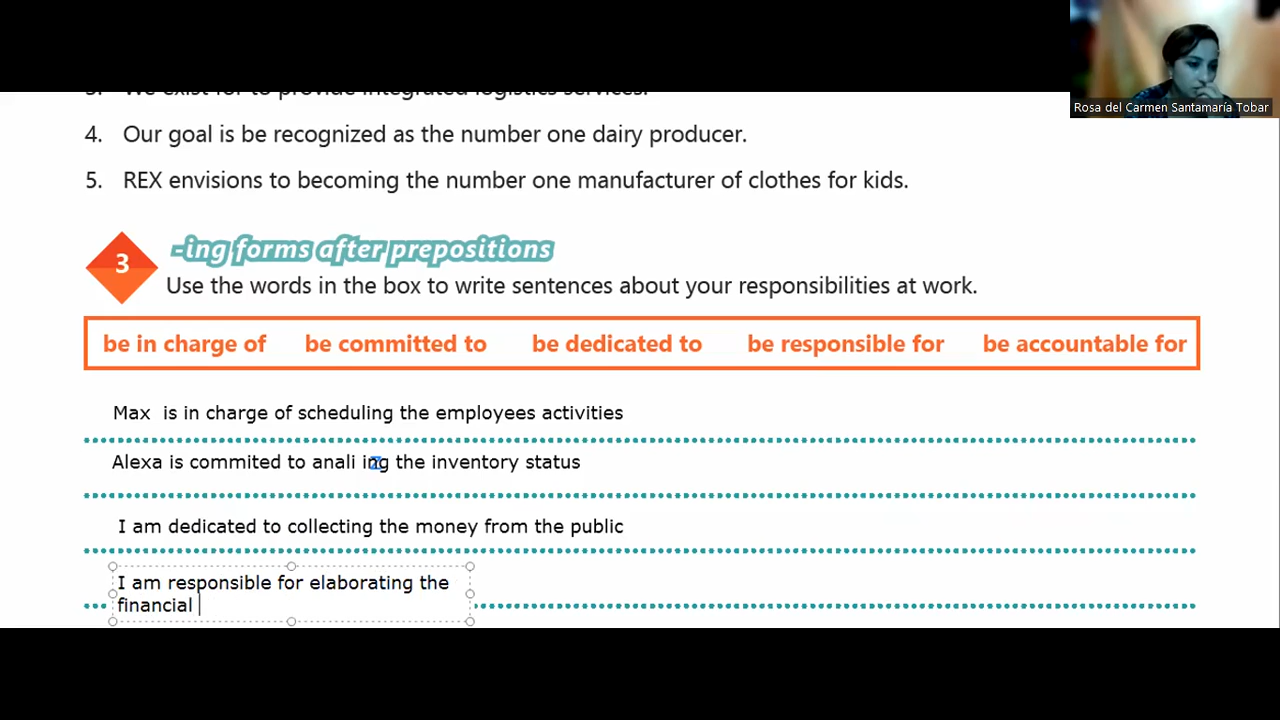 Rosa del Carmen Santamaría Tobar
3. We exist for to provide integrated logistics services.
4. Our goal is be recognized as the number one dairy producer.
5. REX envisions to becoming the number one manufacturer of clothes for kids.
3 -ing forms after prepositions
Use the words in the box to write sentences about your responsibilities at work.
be in charge of be committed to be dedicated to be responsible for be accountable for
Max is in charge of scheduling the employees activities
Alexa is commited to anali ing the inventory status
I am dedicated to collecting the money from the public
I am responsible for elaborating the
financial